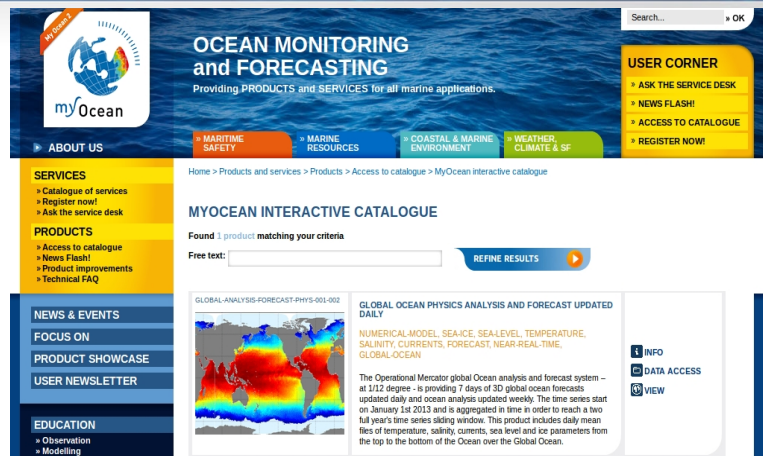 My Ocean 2
my Ocean
OCEAN MONITORING
and FORECASTING
Providing PRODUCTS and SERVICES for all marine applications.
Search...
» OK
USER CORNER
» ASK THE SERVICE DESK
» NEWS FLASH!
» ACCESS TO CATALOGUE
» REGISTER NOW!
ABOUT US
» MARITIME
SAFETY
» MARINE
RESOURCES
» COASTAL & MARINE
ENVIRONMENT
» WEATHER,
CLIMATE & SF
SERVICES
» Catalogue of services
» Register now!
» Ask the service desk
PRODUCTS
» Access to catalogue
» News Flash!
» Product improvements
» Technical FAQ
NEWS & EVENTS
FOCUS ON
PRODUCT SHOWCASE
USER NEWSLETTER
EDUCATION
» Observation
» Modelling
Home > Products and services > Products > Access to catalogue > MyOcean interactive catalogue
MYOCEAN INTERACTIVE CATALOGUE
Found 1 product matching your criteria
Free text:
REFINE RESULTS
GLOBAL-ANALYSIS-FORECAST-PHYS-001-002
GLOBAL OCEAN PHYSICS ANALYSIS AND FORECAST UPDATED
DAILY
NUMERICAL-MODEL, SEA-ICE, SEA-LEVEL, TEMPERATURE,
SALINITY, CURRENTS, FORECAST, NEAR-REAL-TIME,
GLOBAL-OCEAN
The Operational Mercator global Ocean analysis and forecast system –
at 1/12 degree - is providing 7 days of 3D global ocean forecasts
updated daily and ocean analysis updated weekly. The time series start
on January 1st 2013 and is aggregated in time in order to reach a two
full year's time series sliding window. This product includes daily mean
files of temperature, salinity, currents, sea level and ice parameters from
the top to the bottom of the Ocean over the Global Ocean.
INFO
DATA ACCESS
VIEW